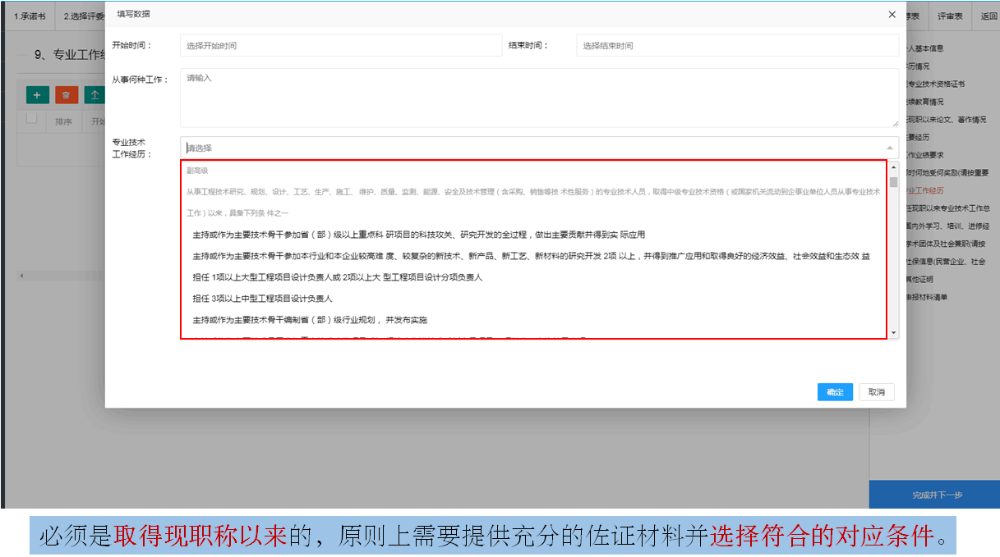 1.承诺书
2.选择评委
填写数据
荐表
评审表
返回
9、专业工作经
开始时间：
选择开始时间
结束时间：
选择结束时间
从事何种工作：
请输入
排序
开始
专业技术
工作经历：
请选择
副高级
从事工程技术研究、规划、设计、工艺、生产、施工、 维护、质量、监测、能源、安全及技术管理（含采购、销售等技 术性服务）的专业技术人员，取得中级专业技术资格（或国家机关流动到企事业单位人员从事专业技术
工作）以来，具备下列条 件之一
主持或作为主要技术骨干参加省（部）级以上重点科 研项目的科技攻关、研究开发的全过程，做出主要贡献并得到实 际应用
主持或作为主要技术骨干参加本行业和本企业较高难 度、较复杂的新技术、新产品、新工艺、新材料的研究开发 2项 以上，并得到推广应用和取得良好的经济效益、社会效益和生态效 益
担任 1项以上大型工程项目设计负责人或 2项以上大 型工程项目设计分项负责人
担任 3项以上中型工程项目设计负责人
主持或作为主要技术骨干编制省（部）级行业规划， 并发布实施
确定
取消
人基本信息
历情况
专业技术资格证书
续教育情况
现职以来论文、著作情况
要经历
工作业绩要求
时何地受何奖励(请按重要
业工作经历
任现职以来专业技术工作总
国内外学习、培训、进修经
学术团体及社会兼职(请按
社保信息(民营企业、社会
其他证明
申报材料清单
完成并下一步
必须是取得现职称以来的，原则上需要提供充分的佐证材料并选择符合的对应条件。